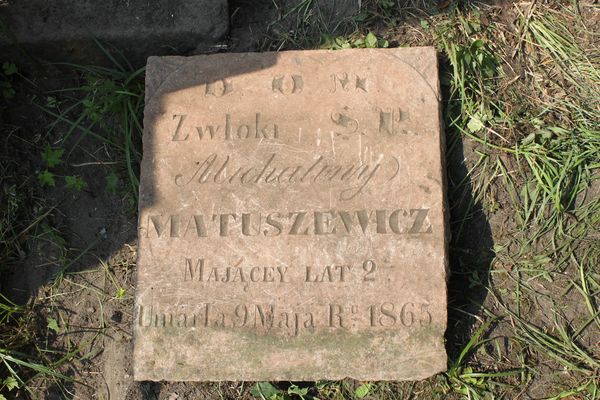 D. O. M.
Zwłoki S. P.
Michaliny
MATUSZEWICZ
MAJĄCEY LAT 2
Umarła 9 Maja R. 1865